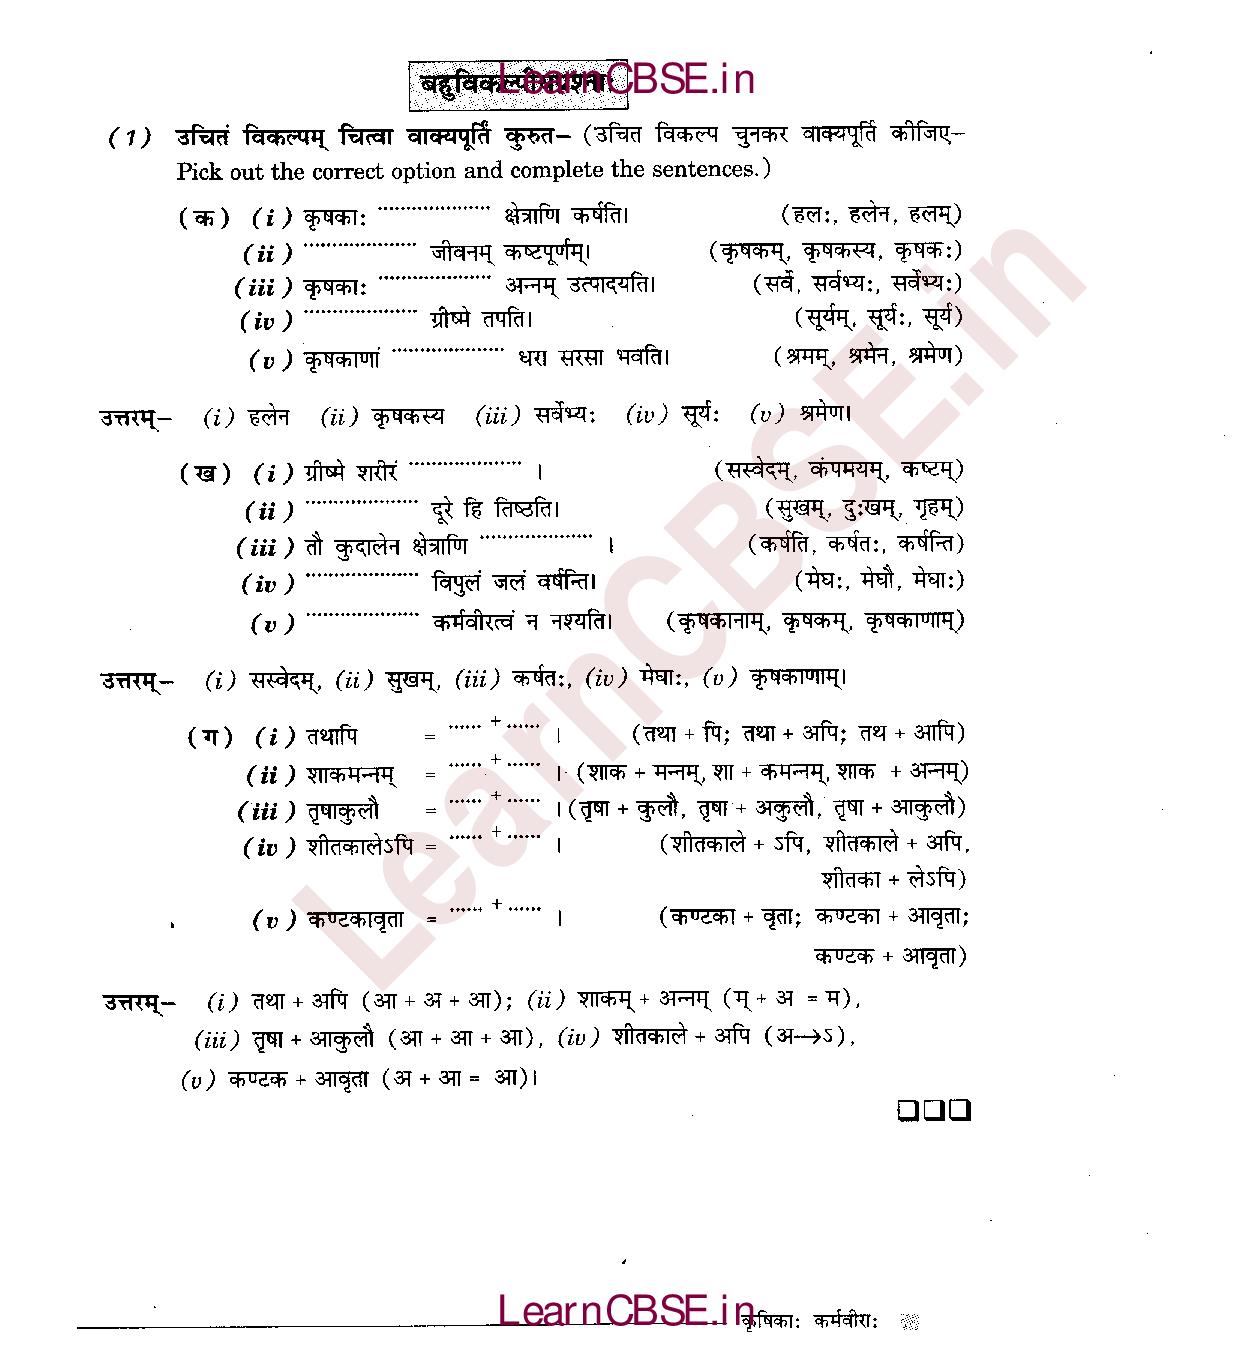 बहुविकल्पीयप्रश्नाः
LearnCBSE.in
(1) उचितं विकल्पम् चित्वा वाक्यपूर्तिं कुरुत– (उचित विकल्प चुनकर वाक्यपूर्ति कीजिए–
Pick out the correct option and complete the sentences.)
(क) (i) कृषकाः ..................... क्षेत्राणि कर्षति। (हलः, हलेन, हलम्)
(ii) ..................... जीवनम् कष्टपूर्णम्। (कृषकम्, कृषकस्य, कृषकः)
(iii) कृषकाः ..................... अन्नम् उत्पादयति। (सर्वे, सर्वभ्यः, सर्वेभ्यः)
(iv) ..................... ग्रीष्मे तपति। (सूर्यम्, सूर्यः, सूर्य)
(v) कृषकाणां ..................... धरा सरसा भवति। (श्रमम्, श्रमेन, श्रमेण)
उत्तरम्– (i) हलेन (ii) कृषकस्य (iii) सर्वेभ्यः (iv) सूर्यः (v) श्रमेण।
(ख) (i) ग्रीष्मे शरीरं ..................... । (सस्वेदम्, कंपमयम्, कष्टम्)
(ii) ..................... दूरे हि तिष्ठति। (सुखम्, दुःखम्, गृहम्)
(iii) तौ कुदालेन क्षेत्राणि ..................... । (कर्षति, कर्षतः, कर्षन्ति)
(iv) ..................... विपुलं जलं वर्षन्ति। (मेघः, मेघौ, मेघाः)
(v) ..................... कर्मवीरत्वं न नश्यति। (कृषकानाम्, कृषकम्, कृषकाणाम्)
उत्तरम्– (i) सस्वेदम्, (ii) सुखम्, (iii) कर्षतः, (iv) मेघाः, (v) कृषकाणाम्।
(ग) (i) तथापि = ...... + ...... । (तथा + पि; तथा + अपि; तथ + आपि)
(ii) शाकमन्नम् = ...... + ...... । (शाक + मन्नम्, शा + कमन्नम्, शाक + अन्नम्)
(iii) तृषाकुलौ = ...... + ...... । (तृषा + कुलौ, तृषा + अकुलौ, तृषा + आकुलौ)
(iv) शीतकालेऽपि = ...... + ...... । (शीतकाले + ऽपि, शीतकाले + अपि,
शीतका + लेऽपि)
(v) कण्टकावृता = ...... + ...... । (कण्टका + वृता; कण्टका + आवृता;
कण्टक + आवृता)
उत्तरम्– (i) तथा + अपि (आ + अ + आ); (ii) शाकम् + अन्नम् (म् + अ = म),
(iii) तृषा + आकुलौ (आ + आ + आ), (iv) शीतकाले + अपि (अ→ऽ),
(v) कण्टक + आवृता (अ + आ = आ)।
LearnCBSE.in
LearnCBSE.in
कृषिकाः कर्मवीराः